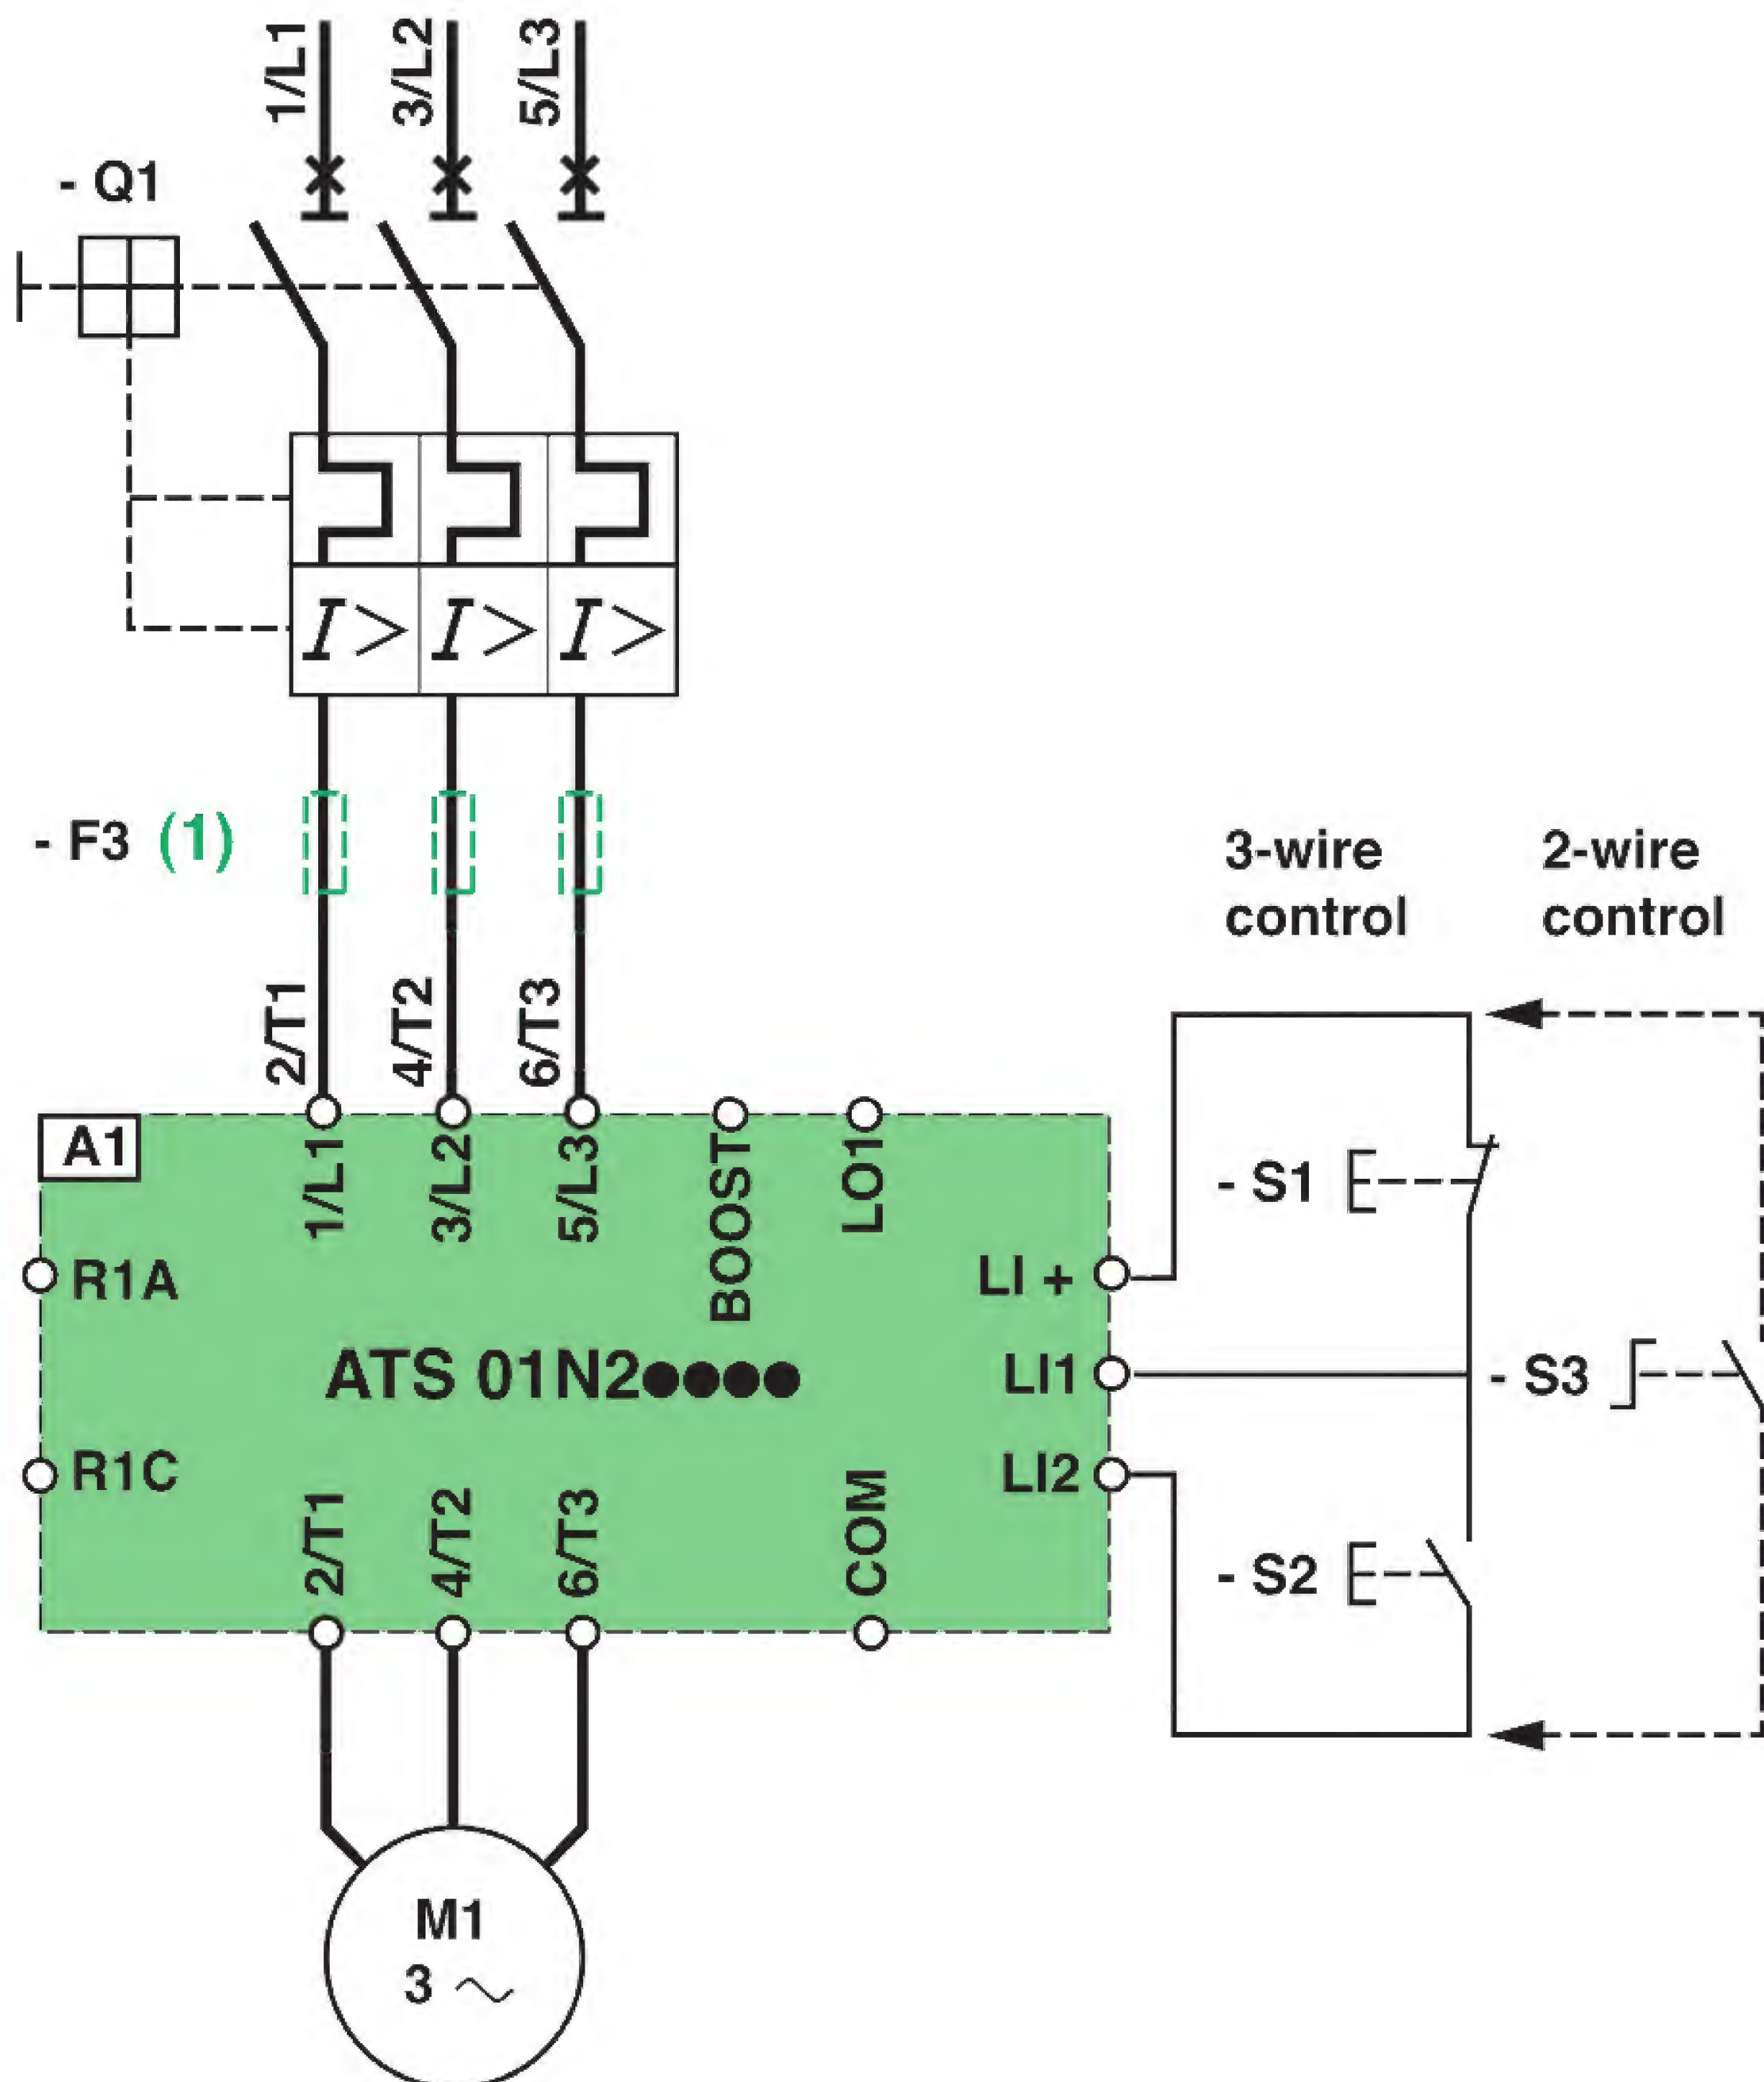 1/L1
3/L2
5/L3
- Q1
I >
I >
I >
- F3 (1)
3-wire
control
2-wire
control
2/T1
4/T2
6/T3
A1
1/L1
3/L2
5/L3
BOOST
LO1
- S1
R1A
LI +
ATS 01N2●●●●
LI1
- S3
R1C
LI2
2/T1
4/T2
6/T3
COM
- S2
M1
3 ~